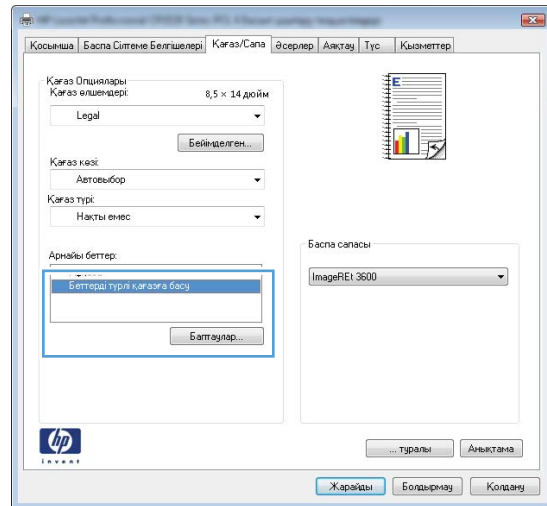 Қосымша Баспа Сілтеме Белгішелері Қағаз/Сапа Әсерлер Аяқтау Түс Қызметтер
Қағаз Опциялары
Қағаз өлшемдері: 8,5 × 14 дюйм
Legal
Бейімделген...
Қағаз көзі:
Автовыбор
Қағаз түрі:
Нақты емес
Арнайы беттер:
Беттерді түрлі қағазға басу
Баптаулар...
Баспа сапасы
ImageREt 3600
E
hp
invent
... туралы Анықтама
Жарайды Болдырмау Қолдану